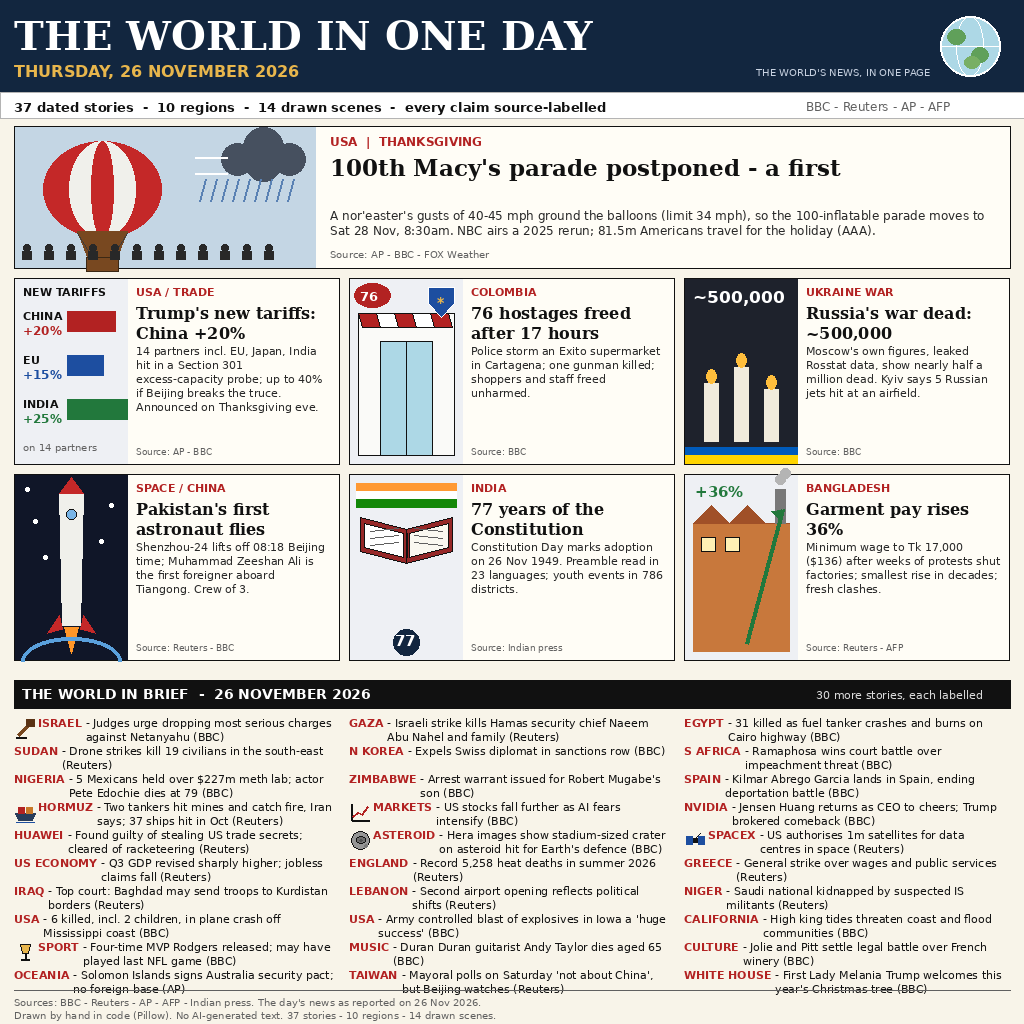 THE WORLD IN ONE DAY
THURSDAY, 26 NOVEMBER 2026
THE WORLD'S NEWS, IN ONE PAGE
37 dated stories - 10 regions - 14 drawn scenes - every claim source-labelled
BBC - Reuters - AP - AFP
USA | THANKSGIVING
100th Macy's parade postponed - a first
A nor'easter's gusts of 40-45 mph ground the balloons (limit 34 mph), so the 100-inflatable parade moves to
Sat 28 Nov, 8:30am. NBC airs a 2025 rerun; 81.5m Americans travel for the holiday (AAA).
Source: AP - BBC - FOX Weather
NEW TARIFFS
CHINA
+20%
EU
+15%
INDIA
+25%
on 14 partners
USA / TRADE
Trump's new tariffs:
China +20%
14 partners incl. EU, Japan, India
hit in a Section 301
excess-capacity probe; up to 40%
if Beijing breaks the truce.
Announced on Thanksgiving eve.
Source: AP - BBC
76
*
COLOMBIA
76 hostages freed
after 17 hours
Police storm an Exito supermarket
in Cartagena; one gunman killed;
shoppers and staff freed
unharmed.
Source: BBC
~500,000
UKRAINE WAR
Russia's war dead:
~500,000
Moscow's own figures, leaked
Rosstat data, show nearly half a
million dead. Kyiv says 5 Russian
jets hit at an airfield.
Source: BBC
SPACE / CHINA
Pakistan's first
astronaut flies
Shenzhou-24 lifts off 08:18 Beijing
time; Muhammad Zeeshan Ali is
the first foreigner aboard
Tiangong. Crew of 3.
Source: Reuters - BBC
77
INDIA
77 years of the
Constitution
Constitution Day marks adoption
on 26 Nov 1949. Preamble read in
23 languages; youth events in 786
districts.
Source: Indian press
+36%
BANGLADESH
Garment pay rises
36%
Minimum wage to Tk 17,000
($136) after weeks of protests shut
factories; smallest rise in decades;
fresh clashes.
Source: Reuters - AFP
THE WORLD IN BRIEF - 26 NOVEMBER 2026
30 more stories, each labelled
ISRAEL - Judges urge dropping most serious charges
against Netanyahu (BBC)
GAZA - Israeli strike kills Hamas security chief Naeem
Abu Nahel and family (Reuters)
EGYPT - 31 killed as fuel tanker crashes and burns on
Cairo highway (BBC)
SUDAN - Drone strikes kill 19 civilians in the south-east
(Reuters)
N KOREA - Expels Swiss diplomat in sanctions row (BBC)
S AFRICA - Ramaphosa wins court battle over
impeachment threat (BBC)
NIGERIA - 5 Mexicans held over $227m meth lab; actor
Pete Edochie dies at 79 (BBC)
ZIMBABWE - Arrest warrant issued for Robert Mugabe's
son (BBC)
SPAIN - Kilmar Abrego Garcia lands in Spain, ending
deportation battle (BBC)
HORMUZ - Two tankers hit mines and catch fire, Iran
says; 37 ships hit in Oct (Reuters)
MARKETS - US stocks fall further as AI fears
intensify (BBC)
NVIDIA - Jensen Huang returns as CEO to cheers; Trump
brokered comeback (BBC)
HUAWEI - Found guilty of stealing US trade secrets;
cleared of racketeering (Reuters)
ASTEROID - Hera images show stadium-sized crater
on asteroid hit for Earth's defence (BBC)
SPACEX - US authorises 1m satellites for data
centres in space (Reuters)
US ECONOMY - Q3 GDP revised sharply higher; jobless
claims fall (Reuters)
ENGLAND - Record 5,258 heat deaths in summer 2026
(Reuters)
GREECE - General strike over wages and public services
(Reuters)
IRAQ - Top court: Baghdad may send troops to Kurdistan
borders (Reuters)
LEBANON - Second airport opening reflects political
shifts (Reuters)
NIGER - Saudi national kidnapped by suspected IS
militants (Reuters)
USA - 6 killed, incl. 2 children, in plane crash off
Mississippi coast (BBC)
USA - Army controlled blast of explosives in Iowa a 'huge
success' (BBC)
CALIFORNIA - High king tides threaten coast and flood
communities (BBC)
SPORT - Four-time MVP Rodgers released; may have
played last NFL game (BBC)
MUSIC - Duran Duran guitarist Andy Taylor dies aged 65
(BBC)
CULTURE - Jolie and Pitt settle legal battle over French
winery (BBC)
OCEANIA - Solomon Islands signs Australia security pact;
no foreign base (AP)
TAIWAN - Mayoral polls on Saturday 'not about China',
but Beijing watches (Reuters)
WHITE HOUSE - First Lady Melania Trump welcomes this
year's Christmas tree (BBC)
Sources: BBC - Reuters - AP - AFP - Indian press. The day's news as reported on 26 Nov 2026.
Drawn by hand in code (Pillow). No AI-generated text. 37 stories - 10 regions - 14 drawn scenes.